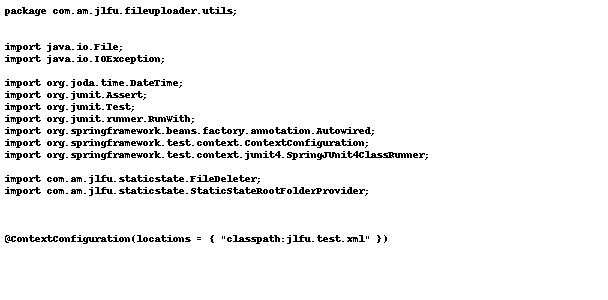 package com.am.jlfu.fileuploader.utils;
import java.io.File;
import java.io.IOException;
import org.joda.time.DateTime;
import org.junit.Assert;
import org.junit.Test;
import org.junit.runner.RunWith;
import org.springframework.beans.factory.annotation.Autowired;
import org.springframework.test.context.ContextConfiguration;
import org.springframework.test.context.junit4.SpringJUnit4ClassRunner;
import com.am.jlfu.staticstate.FileDeleter;
import com.am.jlfu.staticstate.StaticStateRootFolderProvider;
@ContextConfiguration(locations = { "classpath:jlfu.test.xml" })